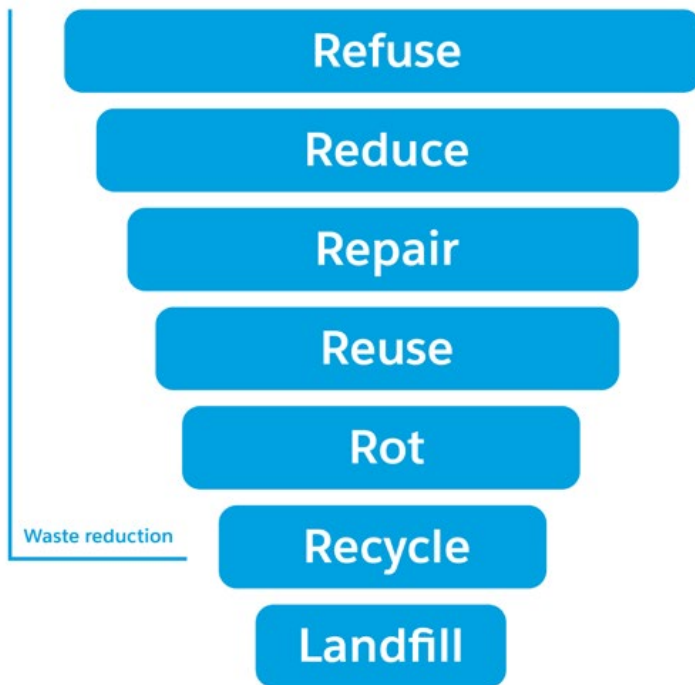 Refuse
Reduce
Repair
Reuse
Rot
Waste reduction
Recycle
Landfill